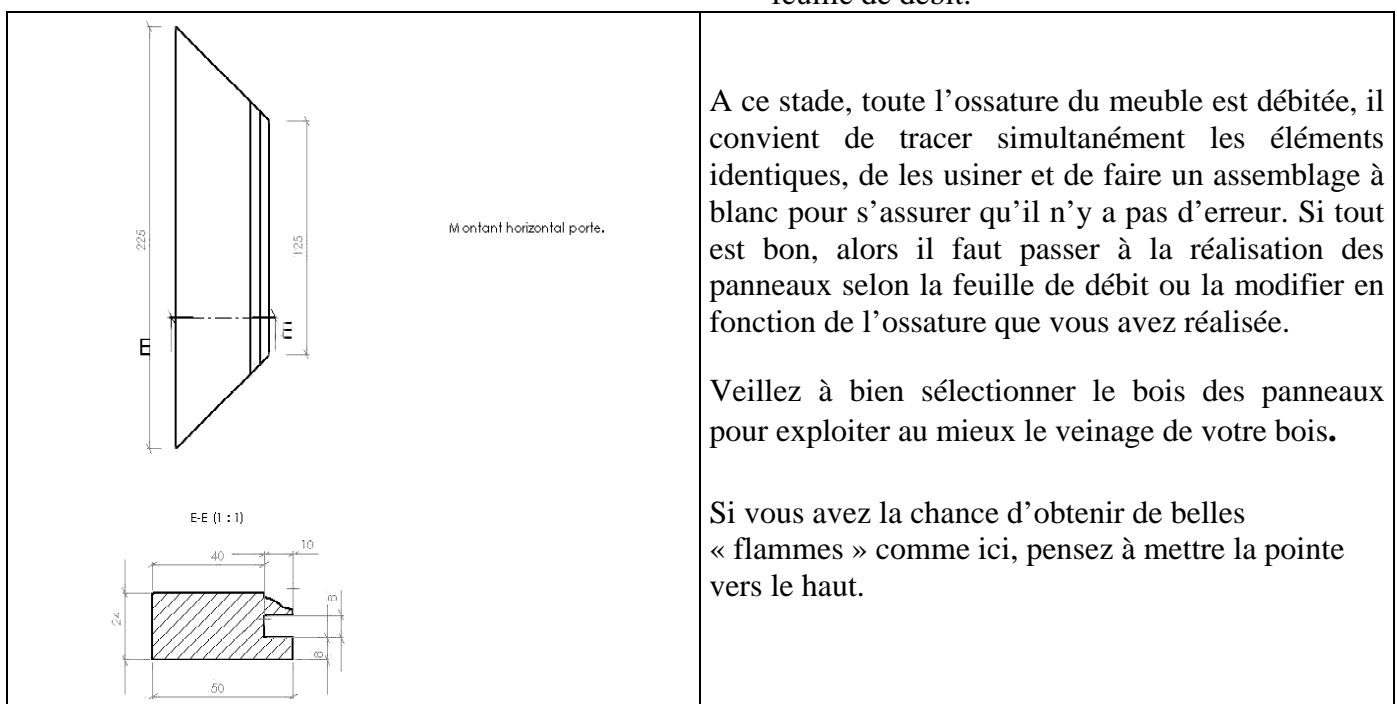 feuille de débit.
225
125
Montant horizontal porte.
E
E
E-E (1 : 1)
40
10
24
8
8
50
A ce stade, toute l’ossature du meuble est débitée, il
convient de tracer simultanément les éléments
identiques, de les usiner et de faire un assemblage à
blanc pour s’assurer qu’il n’y a pas d’erreur. Si tout
est bon, alors il faut passer à la réalisation des
panneaux selon la feuille de débit ou la modifier en
fonction de l’ossature que vous avez réalisée.
Veillez à bien sélectionner le bois des panneaux
pour exploiter au mieux le veinage de votre bois.
Si vous avez la chance d’obtenir de belles
« flammes » comme ici, pensez à mettre la pointe
vers le haut.